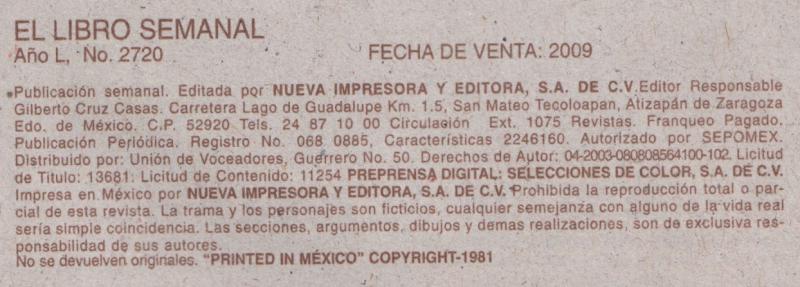 EL LIBRO SEMANAL
Año L, No. 2720 FECHA DE VENTA: 2009
Publicación semanal. Editada por NUEVA IMPRESORA Y EDITORA, S.A. DE C.V. Editor Responsable
Gilberto Cruz Casas. Carretera Lago de Guadalupe Km. 1.5, San Mateo Tecoloapan, Atizapán de Zaragoza
Edo. de México. C.P. 52920 Tels. 24 87 10 00 Circulación Ext. 1075 Revistas. Franqueo Pagado.
Publicación Periódica. Registro No. 068 0885, Características 2246160. Autorizado por SEPOMEX.
Distribuido por: Unión de Voceadores, Guerrero No. 50. Derechos de Autor: 04-2003-080808564100-102. Licitud
de Titulo: 13681. Licitud de Contenido: 11254 PREPRENSA DIGITAL: SELECCIONES DE COLOR, S.A. DE C.V.
Impresa en México por NUEVA IMPRESORA Y EDITORA, S.A. DE C.V. Prohibida la reproducción total o par-
cial de esta revista. La trama y los personajes son ficticios, cualquier semejanza con alguno de la vida real
sería simple coincidencia. Las secciones, argumentos, dibujos y demas realizaciones, son de exclusiva res-
ponsabilidad de sus autores.
No se devuelven originales. "PRINTED IN MÉXICO" COPYRIGHT-1981